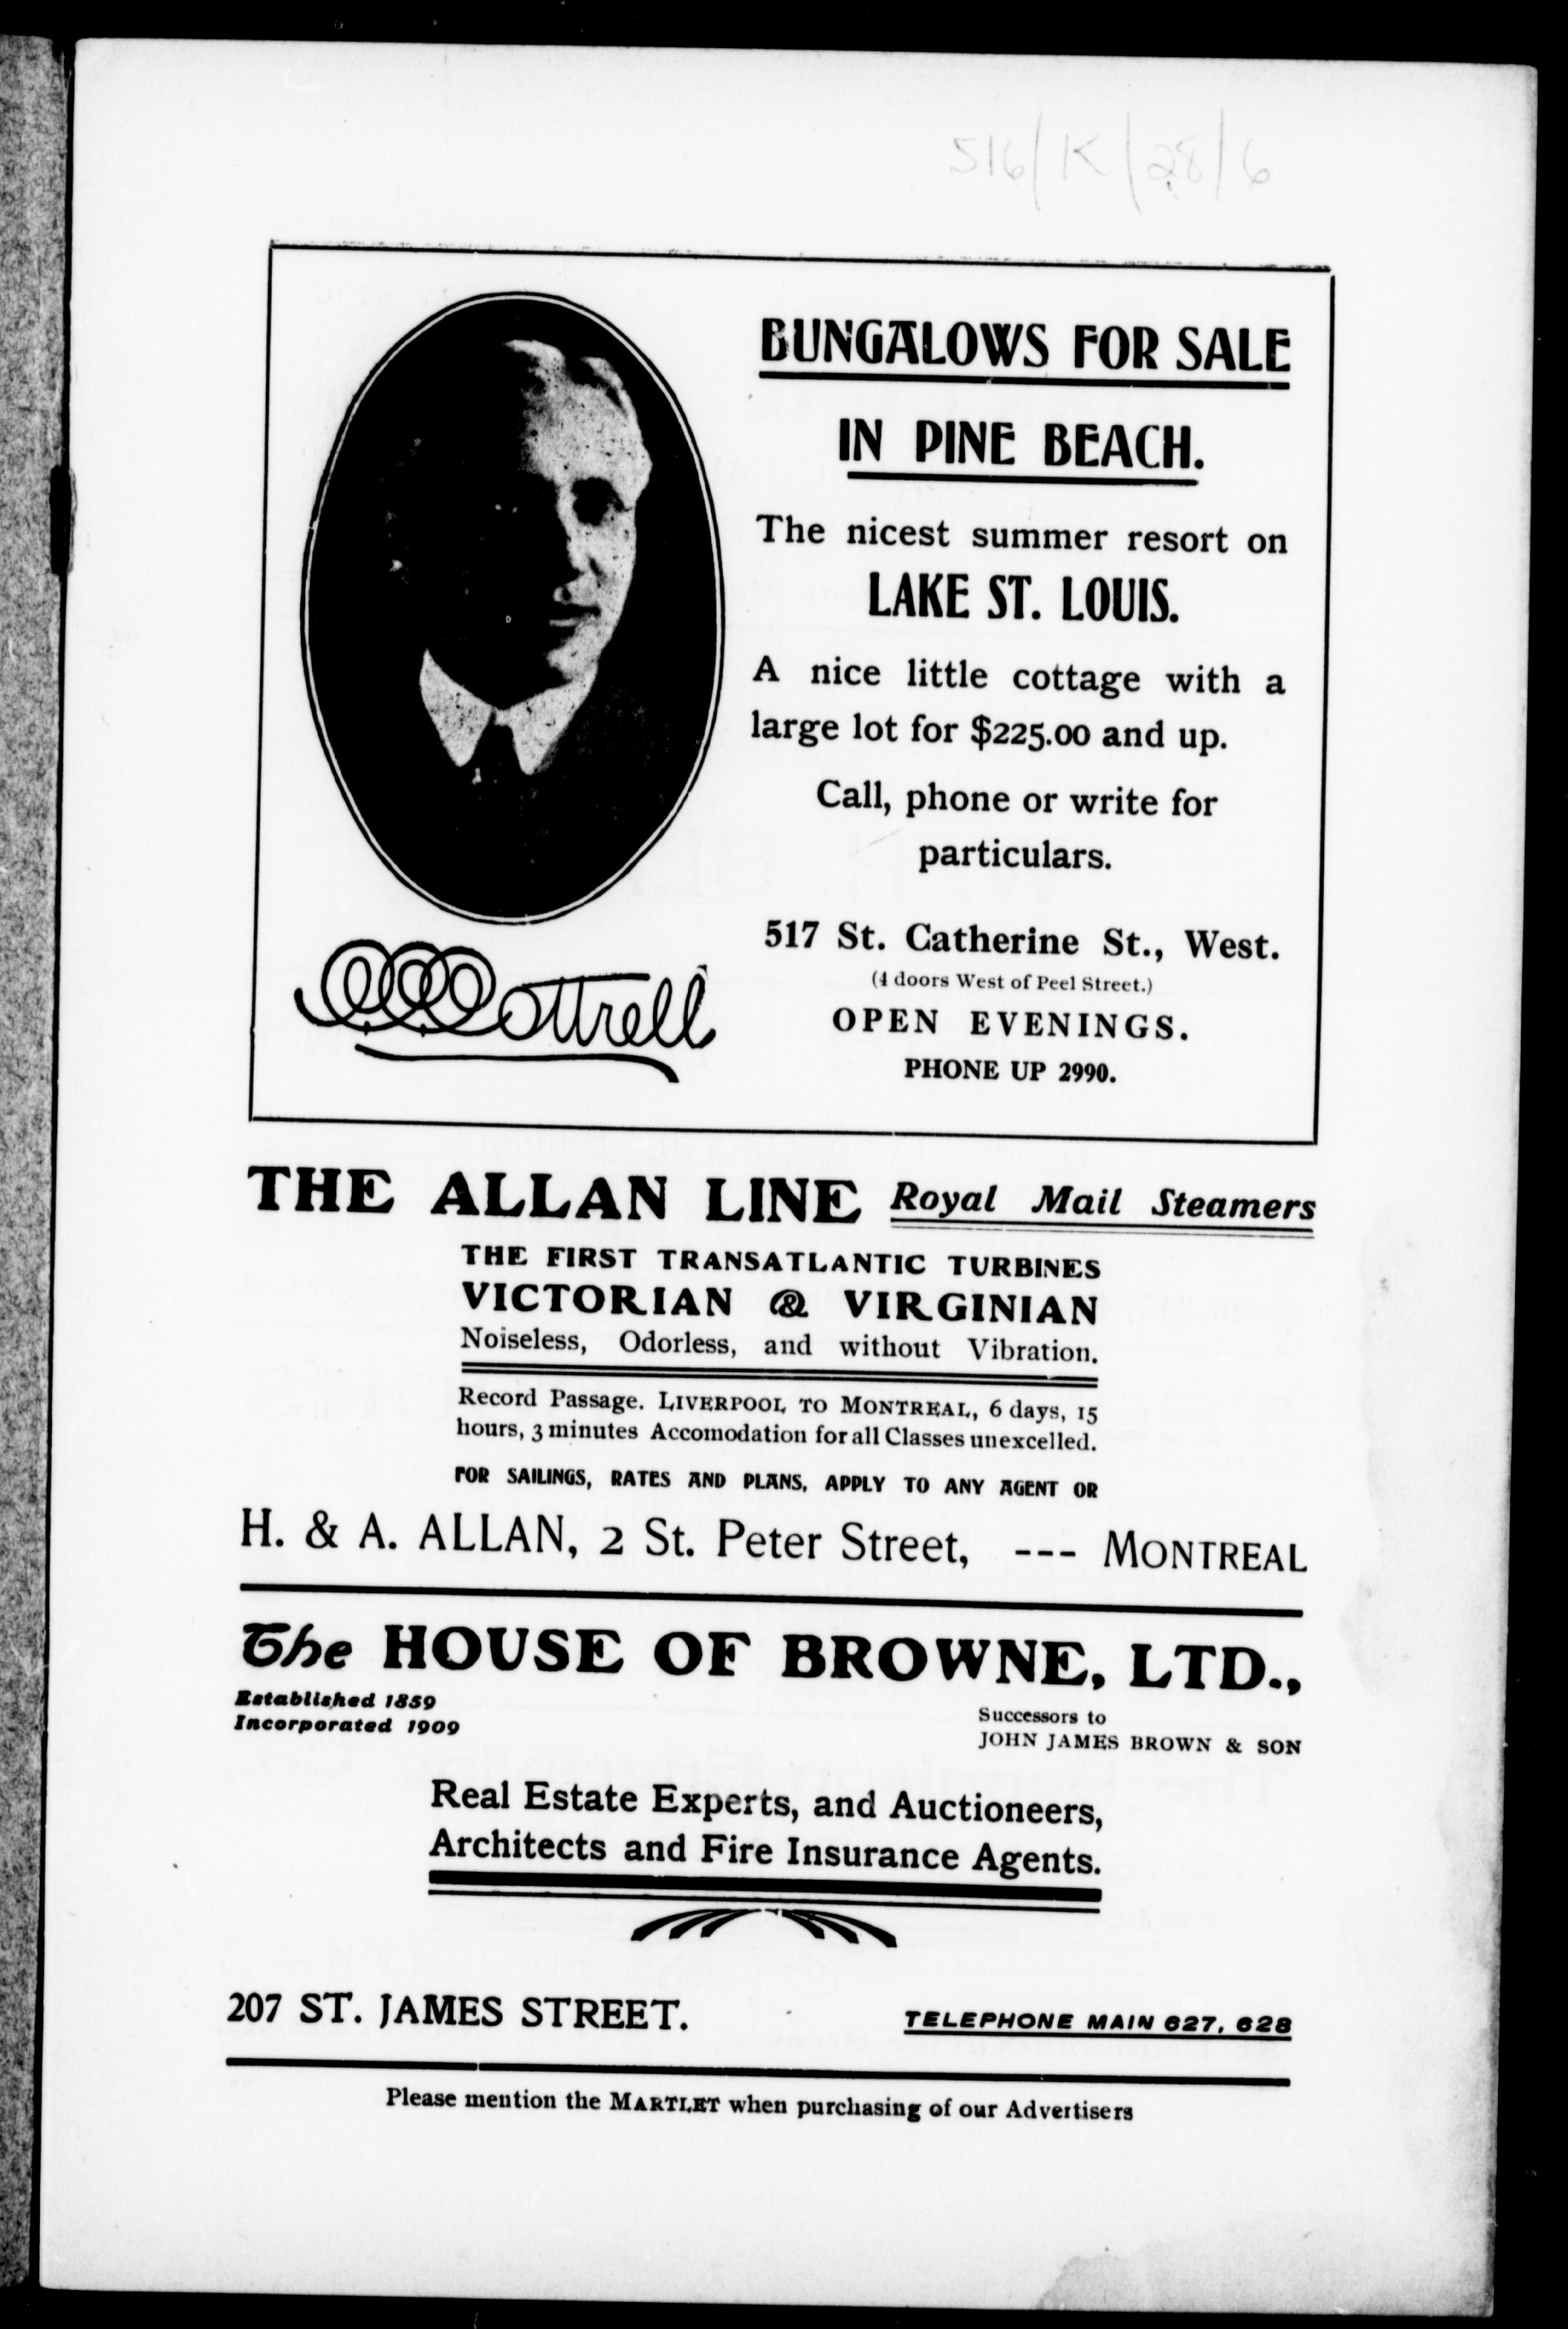 516/K/28/6
BUNGALOWS FOR SALE
IN PINE BEACH.
The nicest summer resort on
LAKE ST. LOUIS.
A nice little cottage with a
large lot for $225.00 and up.
Call, phone or write for
particulars.
517 St. Catherine St., West.
(4 doors West of Peel Street.)
OPEN EVENINGS.
PHONE UP 2990.
Cottrell
THE ALLAN LINE Royal Mail Steamers
THE FIRST TRANSATLANTIC TURBINES
VICTORIAN & VIRGINIAN
Noiseless, Odorless, and without Vibration.
Record Passage. LIVERPOOL TO MONTREAL, 6 days, 15
hours, 3 minutes Accomodation for all Classes unexcelled.
FOR SAILINGS, RATES AND PLANS, APPLY TO ANY AGENT OR
H. & A. ALLAN, 2 St. Peter Street, --- MONTREAL
The HOUSE OF BROWNE, LTD.,
Established 1859
Incorporated 1909
Successors to
JOHN JAMES BROWN & SON
Real Estate Experts, and Auctioneers,
Architects and Fire Insurance Agents.
207 ST. JAMES STREET.
TELEPHONE MAIN 627, 628
Please mention the MARTLET when purchasing of our Advertisers